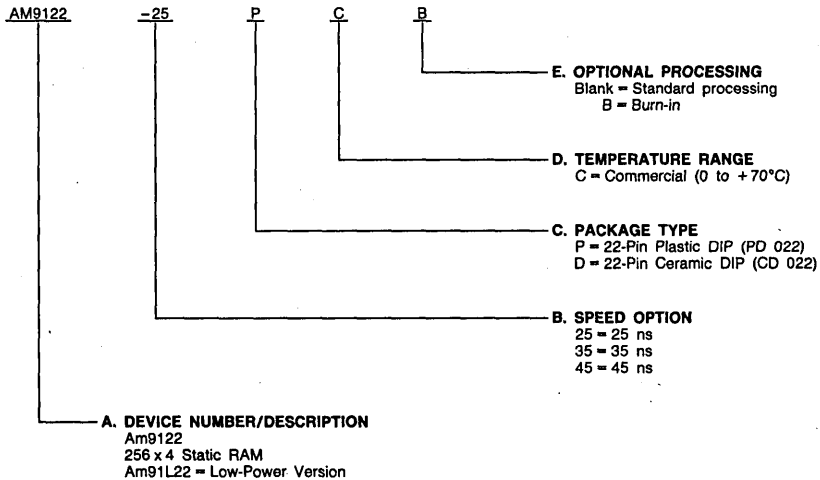 AM9122 -25 P C B
E. OPTIONAL PROCESSING
Blank = Standard processing
B = Burn-in
D. TEMPERATURE RANGE
C = Commercial (0 to +70°C)
C. PACKAGE TYPE
P = 22-Pin Plastic DIP (PD 022)
D = 22-Pin Ceramic DIP (CD 022)
B. SPEED OPTION
25 = 25 ns
35 = 35 ns
45 = 45 ns
A. DEVICE NUMBER/DESCRIPTION
Am9122
256 x 4 Static RAM
Am91L22 = Low-Power Version